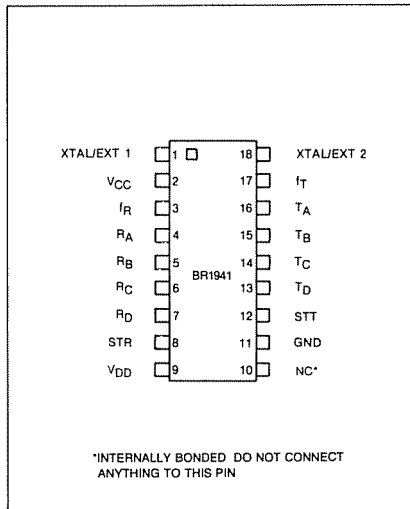 XTAL/EXT 1 1 18 XTAL/EXT 2
VCC 2 17 fT
fR 3 16 TA
RA 4 15 TB
RB 5 14 TC
BR1941
RC 6 13 TD
RD 7 12 STT
STR 8 11 GND
VDD 9 10 NC*
*INTERNALLY BONDED DO NOT CONNECT
ANYTHING TO THIS PIN